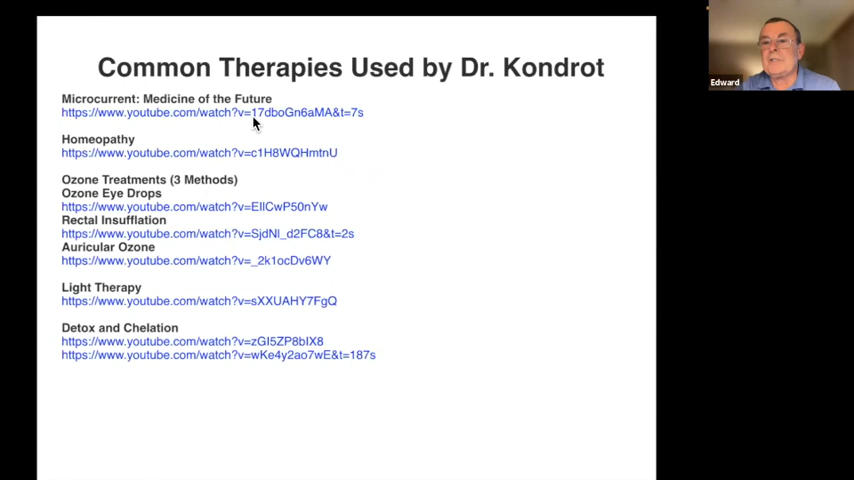 Common Therapies Used by Dr. Kondrot
Microcurrent: Medicine of the Future
https://www.youtube.com/watch?v=17dboGn6aMA&t=7s
Homeopathy
https://www.youtube.com/watch?v=c1H8WQHmtnU
Ozone Treatments (3 Methods)
Ozone Eye Drops
https://www.youtube.com/watch?v=EIlCwP50nYw
Rectal Insufflation
https://www.youtube.com/watch?v=SjdNl_d2FC8&t=2s
Auricular Ozone
https://www.youtube.com/watch?v=_2k1ocDv6WY
Light Therapy
https://www.youtube.com/watch?v=sXXUAHY7FgQ
Detox and Chelation
https://www.youtube.com/watch?v=zGI5ZP8bIX8
https://www.youtube.com/watch?v=wKe4y2ao7wE&t=187s
Edward